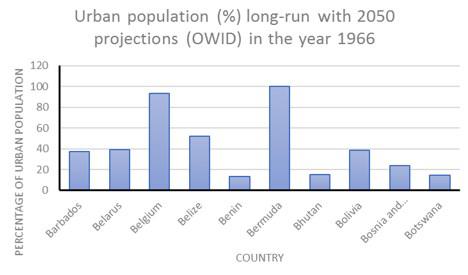 Urban population (%) long-run with 2050
projections (OWID) in the year 1966
PERCENTAGE OF URBAN POPULATION
120
100
80
60
40
20
0
Barbados
Belarus
Belgium
Belize
Benin
Bermuda
Bhutan
Bolivia
Bosnia and...
Botswana
COUNTRY